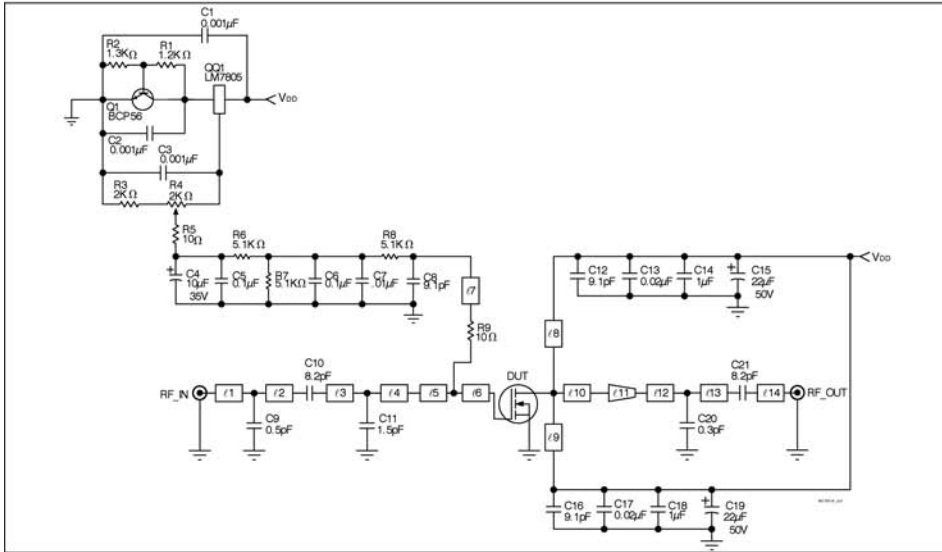 C1
0.001µF
R2
1.3KΩ
R1
1.2KΩ
QQ1
LM7805
VDD
Q1
BCP56
C2
0.001µF
C3
0.001µF
R3
2KΩ
R4
2KΩ
R5
10Ω
R6
5.1KΩ
R8
5.1KΩ
C4
10µF
35V
C5
0.1µF
R7
5.1KΩ
C6
0.1µF
C7
.01µF
C8
9.1pF
ℓ7
R9
10Ω
C12
9.1pF
C13
0.02µF
C14
1µF
C15
22µF
50V
VDD
ℓ8
RF_IN
ℓ1
ℓ2
C10
8.2pF
ℓ3
ℓ4
ℓ5
ℓ6
DUT
ℓ10
ℓ11
ℓ12
ℓ13
C21
8.2pF
ℓ14
RF_OUT
C9
0.5pF
C11
1.5pF
ℓ9
C20
0.3pF
C16
9.1pF
C17
0.02µF
C18
1µF
C19
22µF
50V